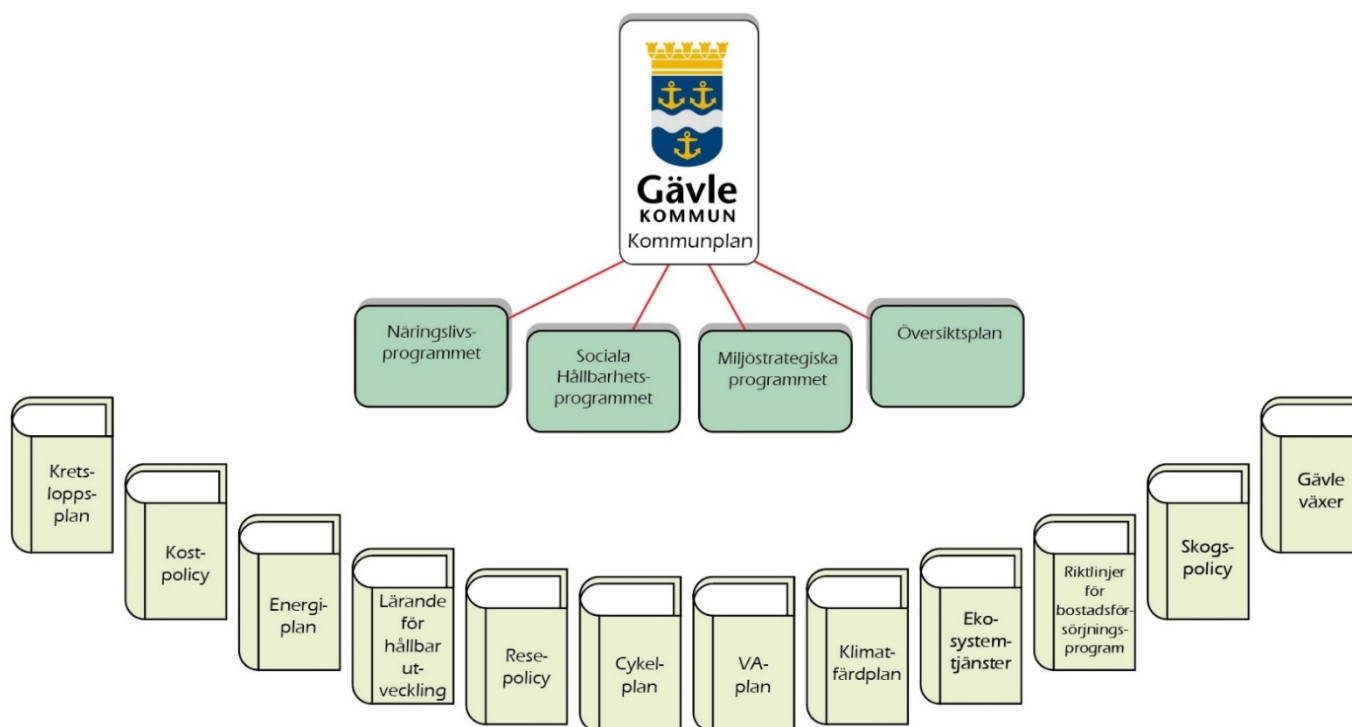 Gävle
KOMMUN
Kommunplan
Näringslivs-
programmet
Sociala
Hållbarhets-
programmet
Miljöstrategiska
programmet
Översiktsplan
Krets-
lopps-
plan
Kost-
policy
Energi-
plan
Lärande
för
hållbar
ut-
veckling
Rese-
policy
Cykel-
plan
VA-
plan
Klimat-
färdplan
Eko-
system-
tjänster
Riktlinjer
för
bostadsför-
sörjnings-
program
Skogs-
policy
Gävle
växer